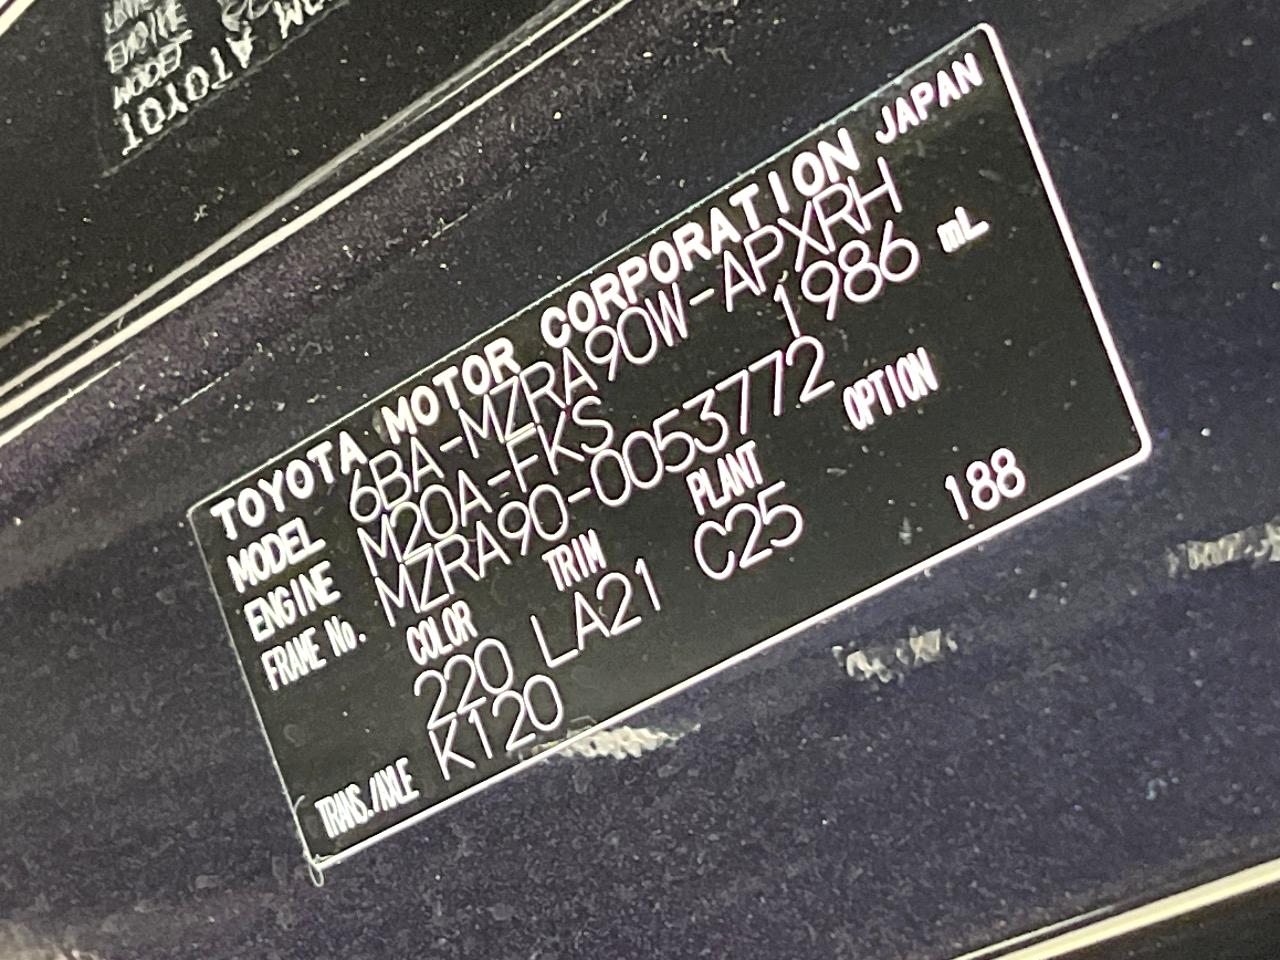 TOYOTA MOTOR CORPORATION JAPAN
MODEL 6BA-MZRA90W-APXRH
ENGINE M20A-FKS 1986 mL
FRAME No. MZRA90-0053772
COLOR TRIM PLANT OPTION
220 LA21 C25 188
TRANS./AXLE K120